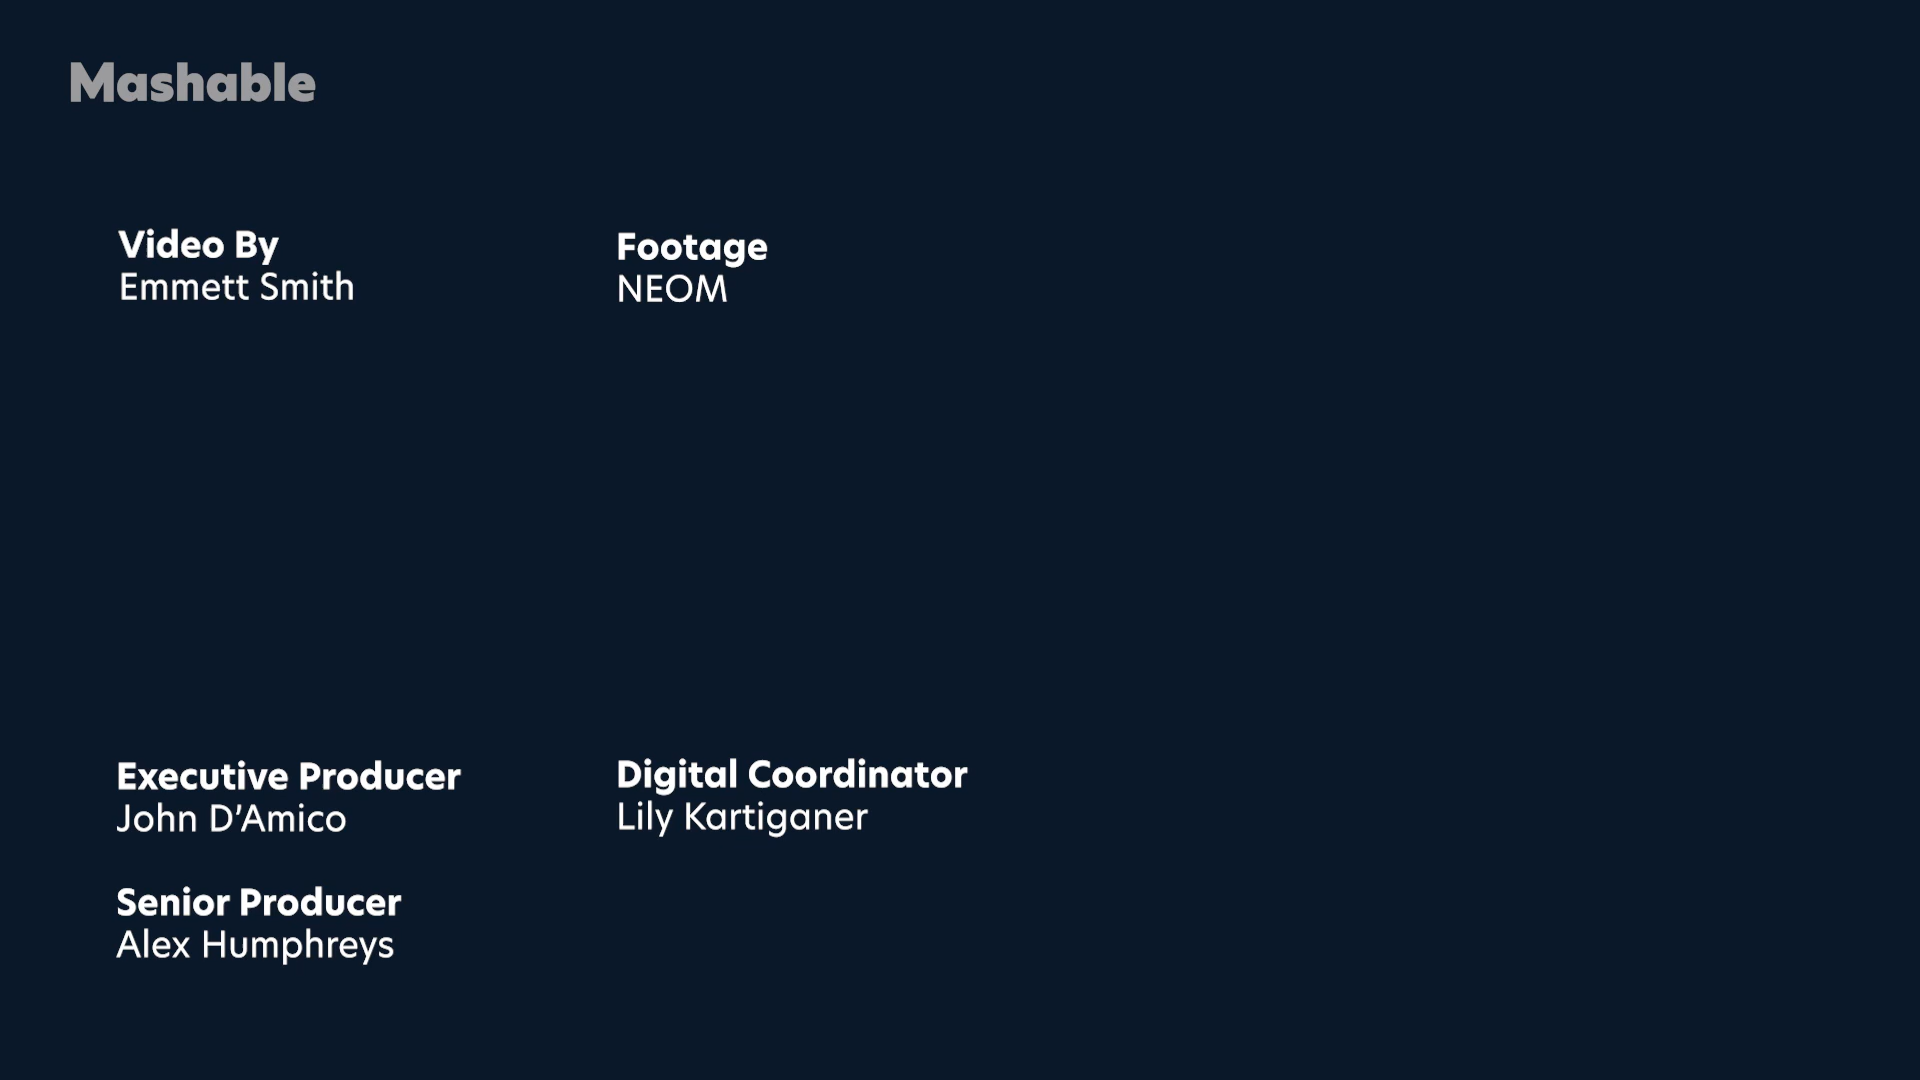 Mashable
Video By
Emmett Smith
Footage
NEOM
Executive Producer
John D’Amico
Senior Producer
Alex Humphreys
Digital Coordinator
Lily Kartiganer